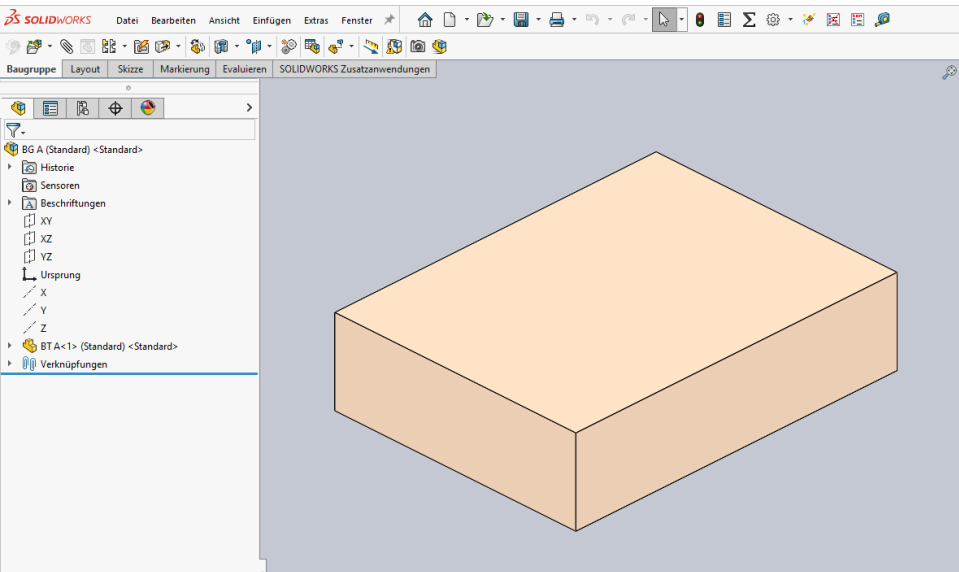 SOLIDWORKS Datei Bearbeiten Ansicht Einfügen Extras Fenster
Baugruppe Layout Skizze Markierung Evaluieren SOLIDWORKS Zusatzanwendungen
BG A (Standard) <Standard>
Historie
Sensoren
Beschriftungen
XY
XZ
YZ
Ursprung
X
Y
Z
BT A<1> (Standard) <Standard>
Verknüpfungen